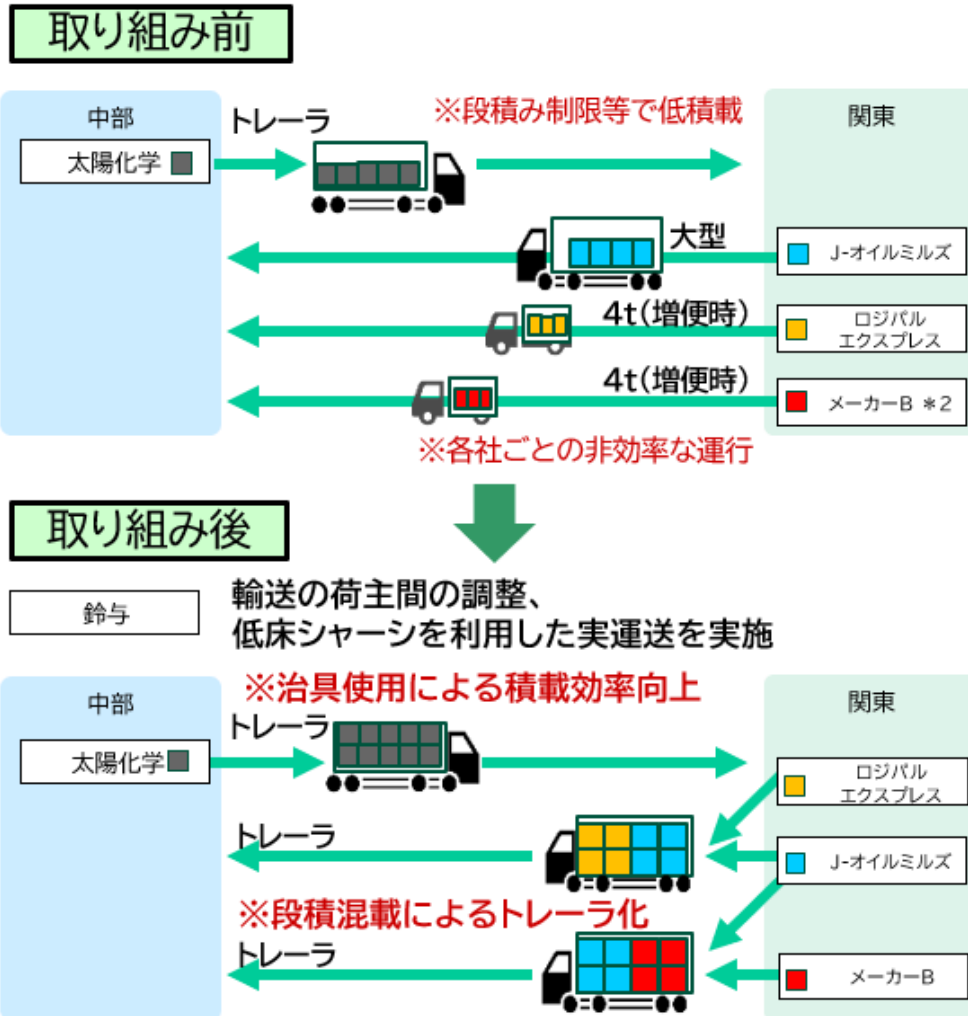 取り組み前
中部
関東
トレーラ
※段積み制限等で低積載
太陽化学
大型
J-オイルミルズ
4t(増便時)
ロジパル
エクスプレス
4t(増便時)
メーカーB *2
※各社ごとの非効率な運行
取り組み後
鈴与
輸送の荷主間の調整、
低床シャーシを利用した実運送を実施
※治具使用による積載効率向上
中部
関東
トレーラ
太陽化学
ロジパル
エクスプレス
トレーラ
J-オイルミルズ
※段積混載によるトレーラ化
トレーラ
メーカーB